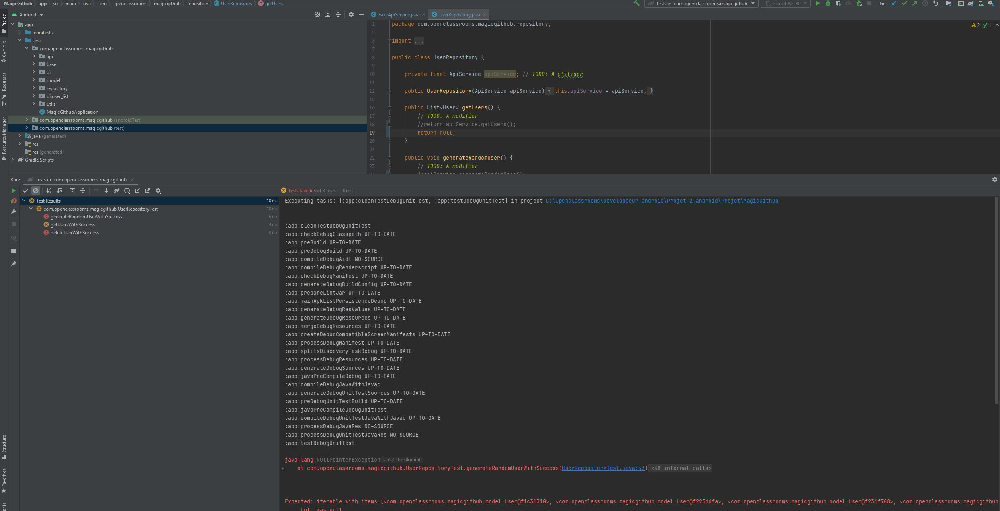 MagicGithub app src main java com openclassrooms magicgithub repository UserRepository getUsers
Tests in 'com.openclassrooms.magicgithub' Pixel 4 API 30 Git:
Android
FakeApiService.java UserRepository.java
Project
Commit
Pull Requests
Resource Manager
Structure
Favorites
app
manifests
java
com.openclassrooms.magicgithub
api
base
di
model
repository
ui.user_list
utils
MagicGithubApplication
com.openclassrooms.magicgithub (androidTest)
com.openclassrooms.magicgithub (test)
java (generated)
res
res (generated)
Gradle Scripts
2 1
1 package com.openclassrooms.magicgithub.repository;
2
3 import ...
7
8 public class UserRepository {
9
10 private final ApiService apiService; // TODO: A utiliser
11
12 public UserRepository(ApiService apiService) { this.apiService = apiService; }
15
16 public List<User> getUsers() {
17 // TODO: A modifier
18 //return apiService.getUsers();
19 return null;
20 }
21
22 public void generateRandomUser() {
23 // TODO: A modifier
//apiService.generateRandomUser();
Run: Tests in 'com.openclassrooms.magicgithub'
Tests failed: 3 of 3 tests – 10 ms
Test Results 10 ms
com.openclassrooms.magicgithub.UserRepositoryTest 10 ms
generateRandomUserWithSuccess 6 ms
getUsersWithSuccess 4 ms
deleteUserWithSuccess 0 ms
Executing tasks: [:app:cleanTestDebugUnitTest, :app:testDebugUnitTest] in project C:\Openclassrooms\Developpeur_android\Projet_2_android\Projet\MagicGithub
:app:cleanTestDebugUnitTest
:app:checkDebugClasspath UP-TO-DATE
:app:preBuild UP-TO-DATE
:app:preDebugBuild UP-TO-DATE
:app:compileDebugAidl NO-SOURCE
:app:compileDebugRenderscript UP-TO-DATE
:app:checkDebugManifest UP-TO-DATE
:app:generateDebugBuildConfig UP-TO-DATE
:app:prepareLintJar UP-TO-DATE
:app:mainApkListPersistenceDebug UP-TO-DATE
:app:generateDebugResValues UP-TO-DATE
:app:generateDebugResources UP-TO-DATE
:app:mergeDebugResources UP-TO-DATE
:app:createDebugCompatibleScreenManifests UP-TO-DATE
:app:processDebugManifest UP-TO-DATE
:app:splitsDiscoveryTaskDebug UP-TO-DATE
:app:processDebugResources UP-TO-DATE
:app:generateDebugSources UP-TO-DATE
:app:javaPreCompileDebug UP-TO-DATE
:app:compileDebugJavaWithJavac
:app:generateDebugUnitTestSources UP-TO-DATE
:app:preDebugUnitTestBuild UP-TO-DATE
:app:javaPreCompileDebugUnitTest
:app:compileDebugUnitTestJavaWithJavac UP-TO-DATE
:app:processDebugJavaRes NO-SOURCE
:app:processDebugUnitTestJavaRes NO-SOURCE
:app:testDebugUnitTest
java.lang.NullPointerException Create breakpoint
at com.openclassrooms.magicgithub.UserRepositoryTest.generateRandomUserWithSuccess(UserRepositoryTest.java:43) <48 internal calls>
Expected: iterable with items [<com.openclassrooms.magicgithub.model.User@f1c31310>, <com.openclassrooms.magicgithub.model.User@f225ddfa>, <com.openclassrooms.magicgithub.model.User@f236f708>, <com.openclassrooms.magicgithub
but: was null